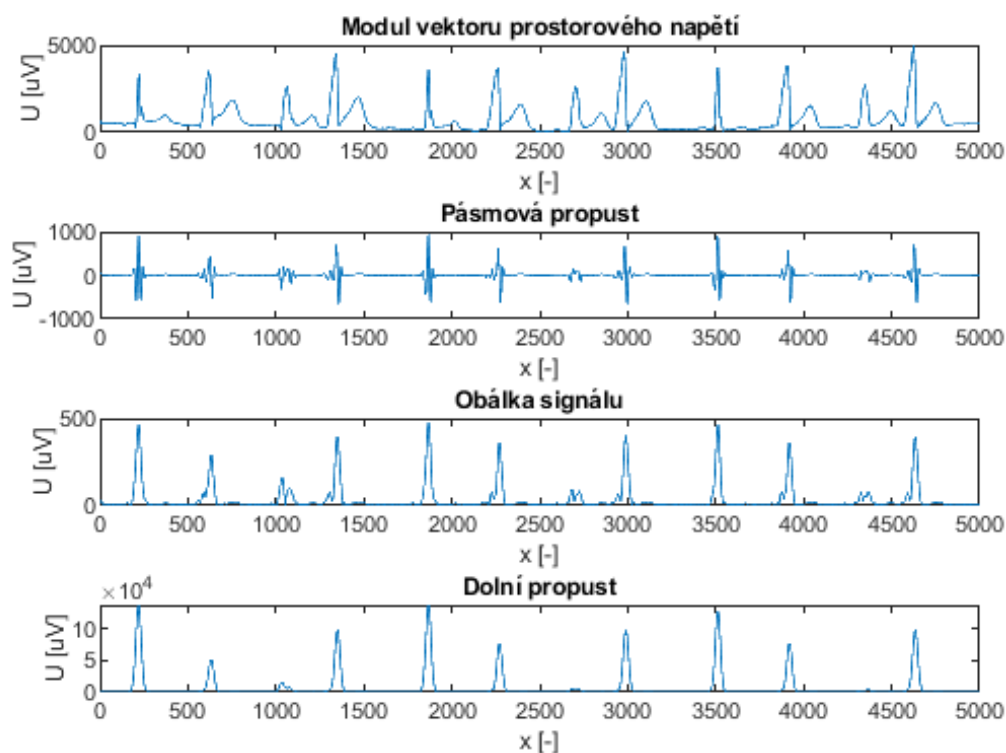 Modul vektoru prostorového napětí
5000
0
U [uV]
0 500 1000 1500 2000 2500 3000 3500 4000 4500 5000
x [-]
Pásmová propust
1000
0
-1000
U [uV]
0 500 1000 1500 2000 2500 3000 3500 4000 4500 5000
x [-]
Obálka signálu
500
0
U [uV]
0 500 1000 1500 2000 2500 3000 3500 4000 4500 5000
x [-]
Dolní propust
×10^4
10
5
0
U [uV]
0 500 1000 1500 2000 2500 3000 3500 4000 4500 5000
x [-]